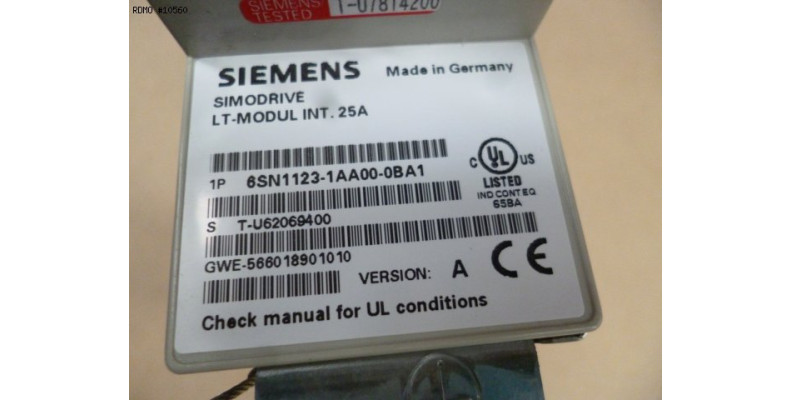 RDMO #10560
SIEMENS
TESTED
T-U7814200
SIEMENS Made in Germany
SIMODRIVE
LT-MODUL INT. 25A
1P 6SN1123-1AA00-0BA1
C UL US
LISTED
IND CONT EQ
65BA
S T-U62069400
GWE-566018901010
VERSION: A CE
Check manual for UL conditions